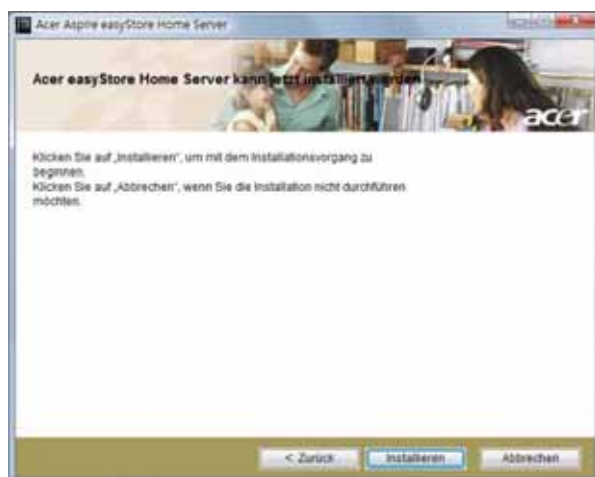 Acer Aspire easyStore Home Server
Acer easyStore Home Server kann jetzt installiert werden
acer
Klicken Sie auf „Installieren“, um mit dem Installationsvorgang zu
beginnen.
Klicken Sie auf „Abbrechen“, wenn Sie die Installation nicht durchführen
möchten.
< Zurück
Installieren
Abbrechen